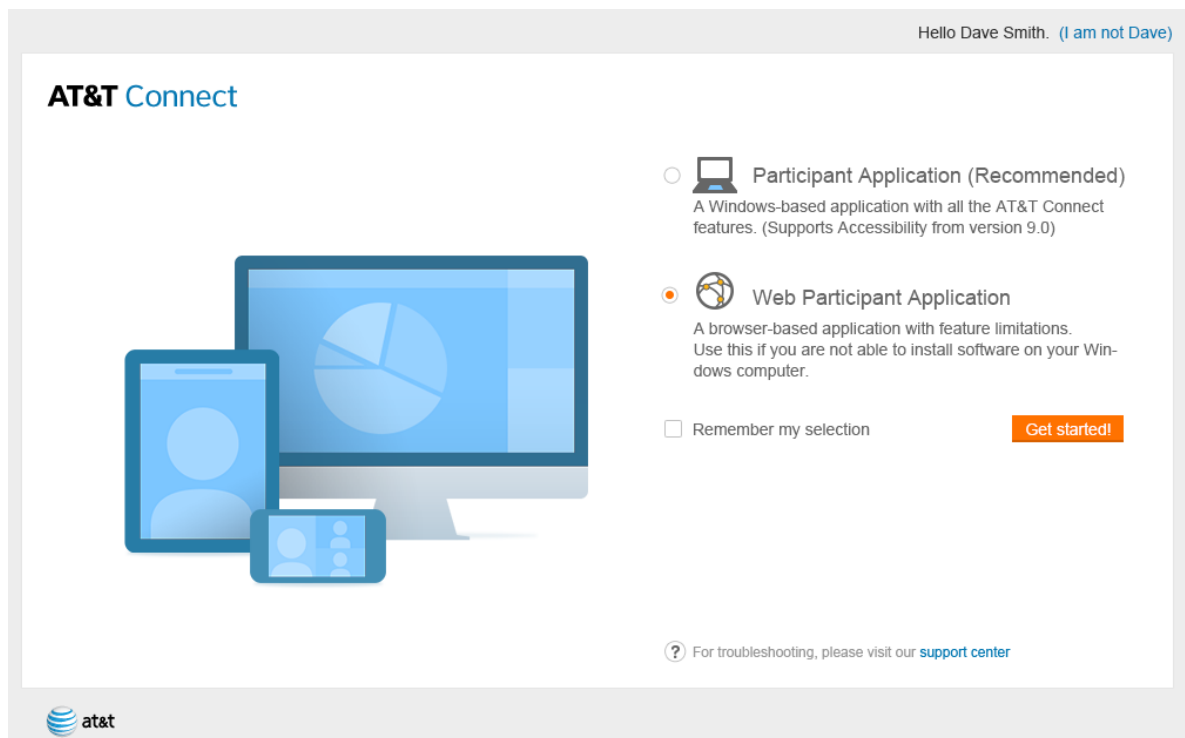 Hello Dave Smith. (I am not Dave)
AT&T Connect
Participant Application (Recommended)
A Windows-based application with all the AT&T Connect
features. (Supports Accessibility from version 9.0)
Web Participant Application
A browser-based application with feature limitations.
Use this if you are not able to install software on your Win-
dows computer.
Remember my selection
Get started!
? For troubleshooting, please visit our support center
at&t